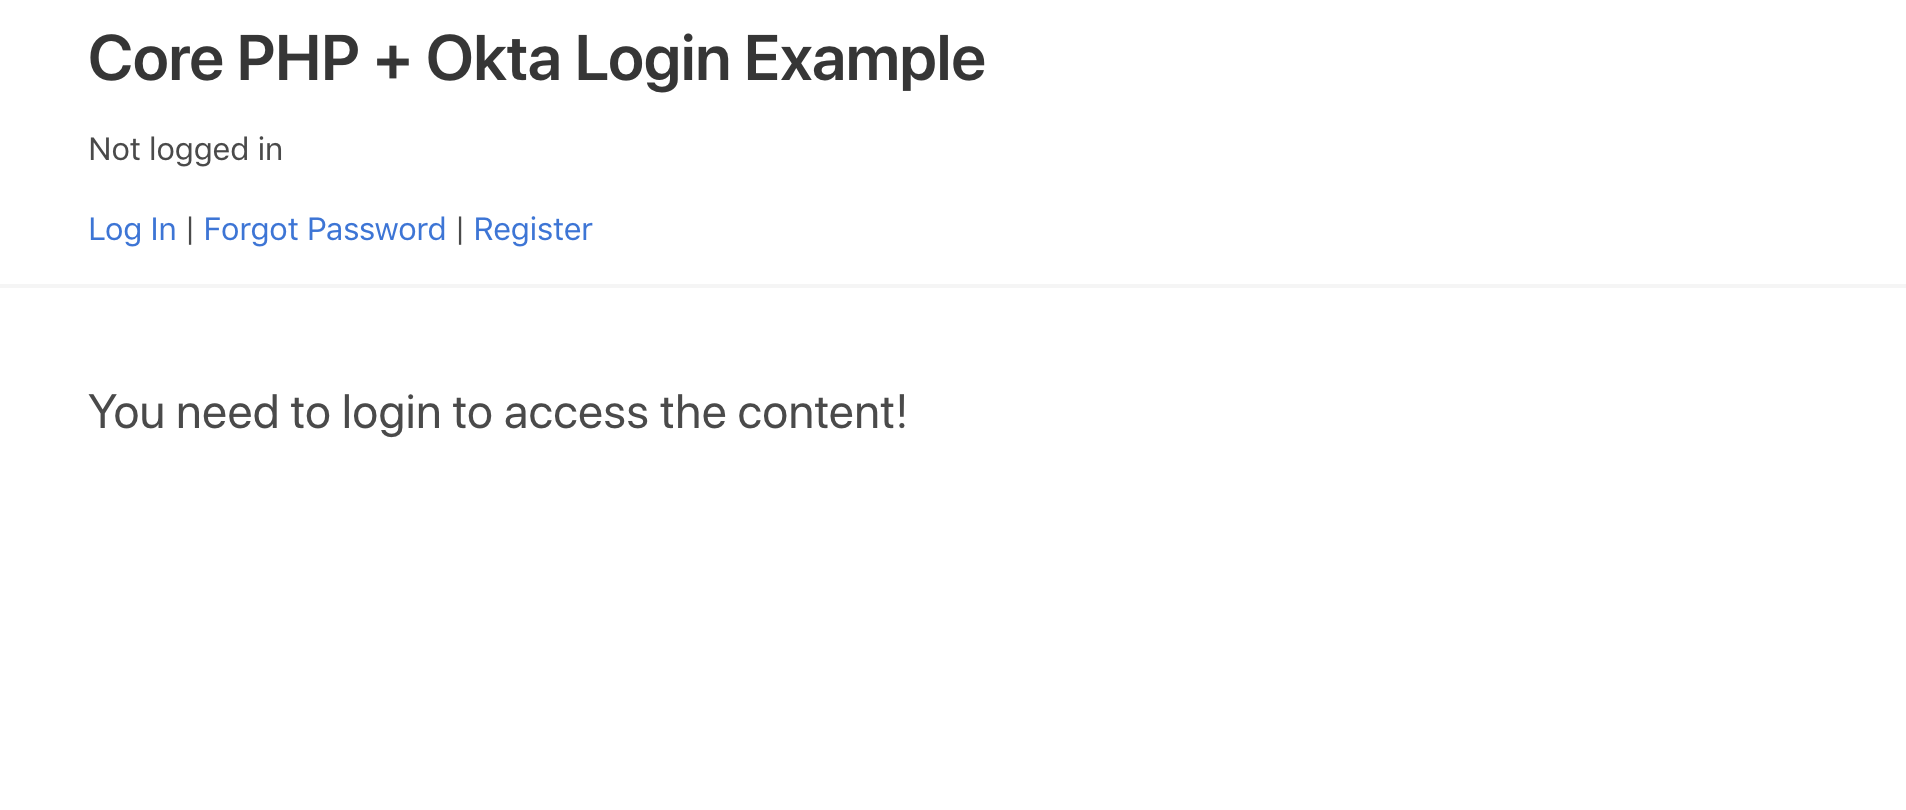 Core PHP + Okta Login Example
Not logged in
Log In | Forgot Password | Register
You need to login to access the content!